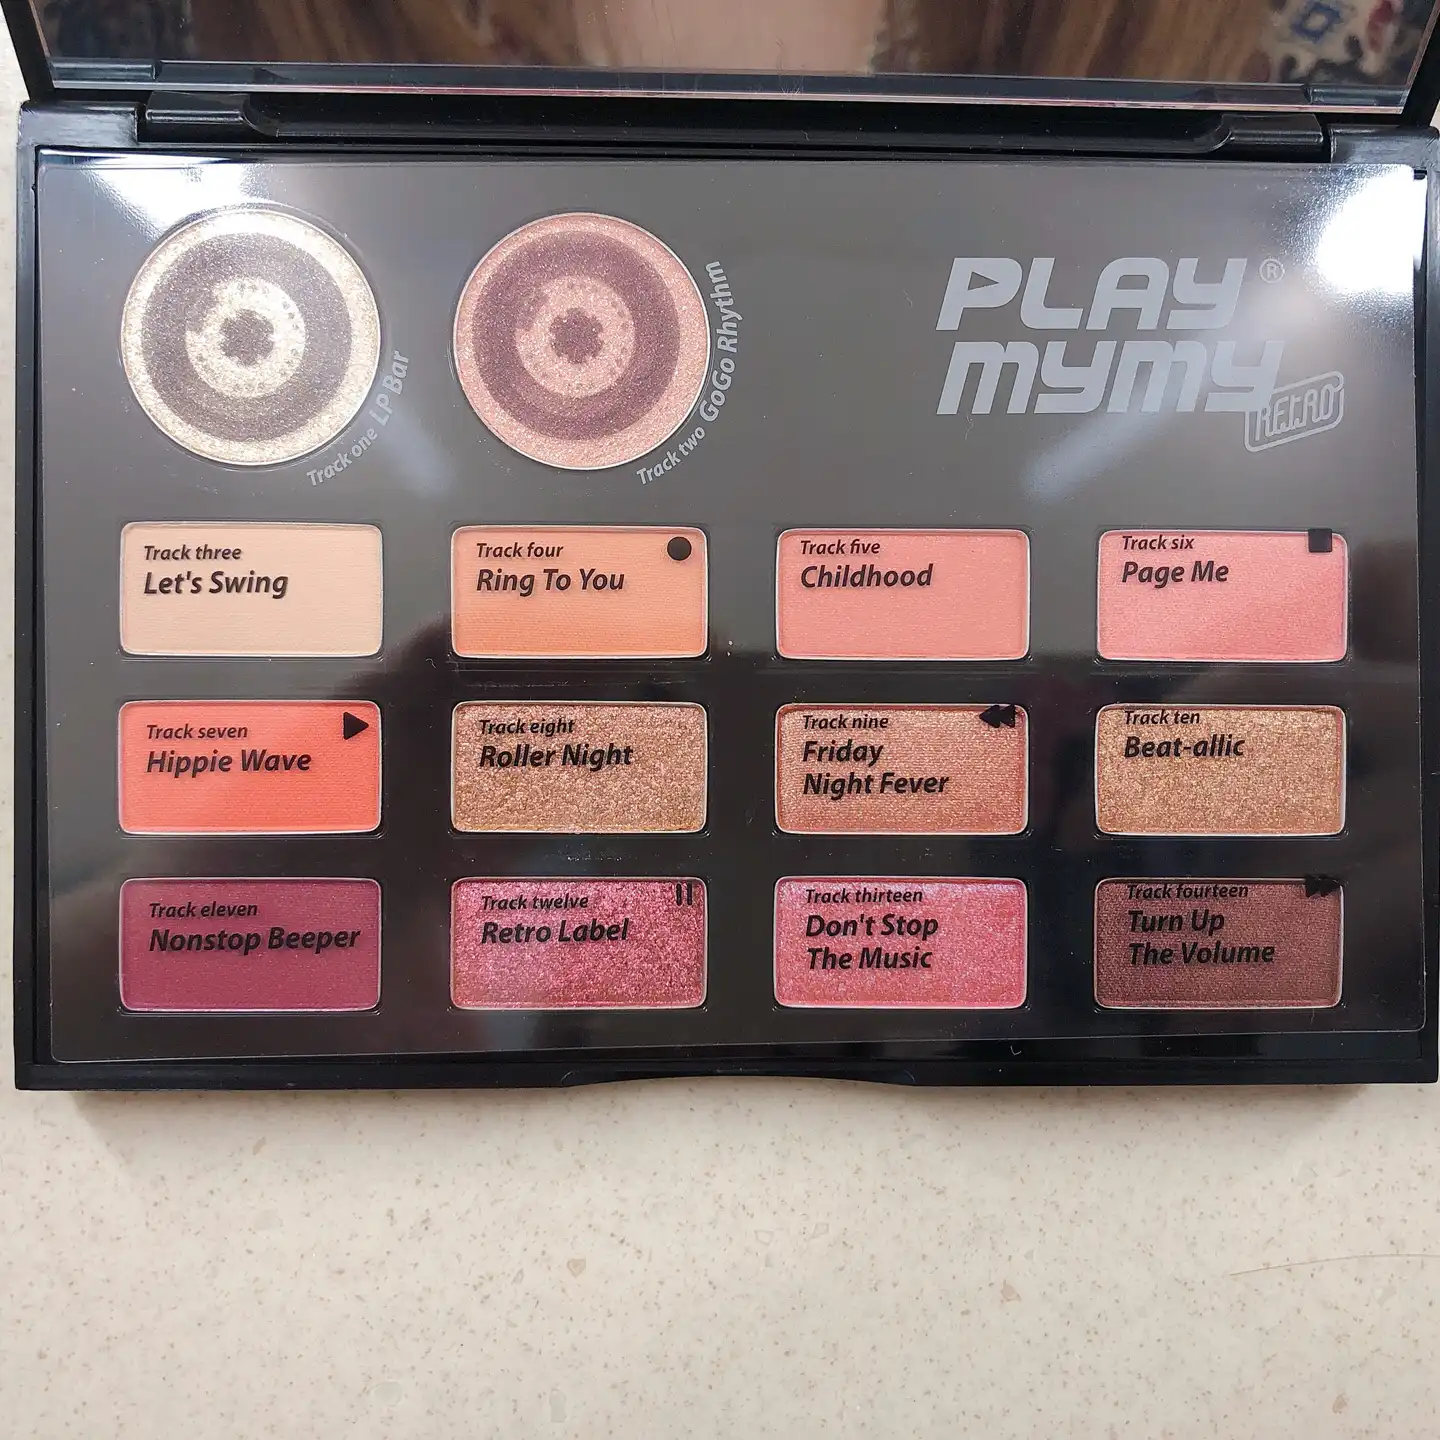 Track one LP Bar
Track two GoGo Rhythm
PLAY ®
MYMY
RETRO
Track three
Let's Swing
Track four
Ring To You
Track five
Childhood
Track six
Page Me
Track seven
Hippie Wave
Track eight
Roller Night
Track nine
Friday
Night Fever
Track ten
Beat-allic
Track eleven
Nonstop Beeper
Track twelve
Retro Label
Track thirteen
Don't Stop
The Music
Track fourteen
Turn Up
The Volume